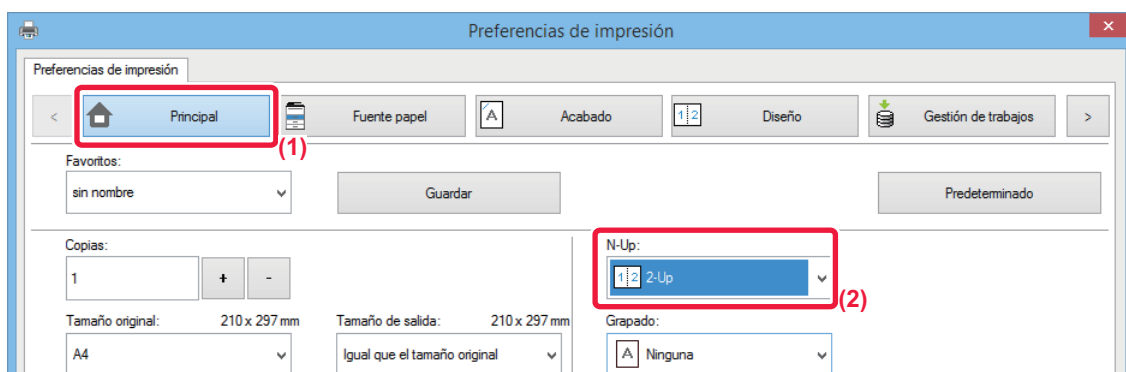 Preferencias de impresión
×
Preferencias de impresión
< Principal Fuente papel A Acabado 1 2 Diseño Gestión de trabajos >
(1)
Favoritos:
sin nombre Guardar Predeterminado
Copias: N-Up:
1 + - 1 2 2-Up
(2)
Tamaño original: 210 x 297 mm Tamaño de salida: 210 x 297 mm Grapado:
A4 Igual que el tamaño original A Ninguna